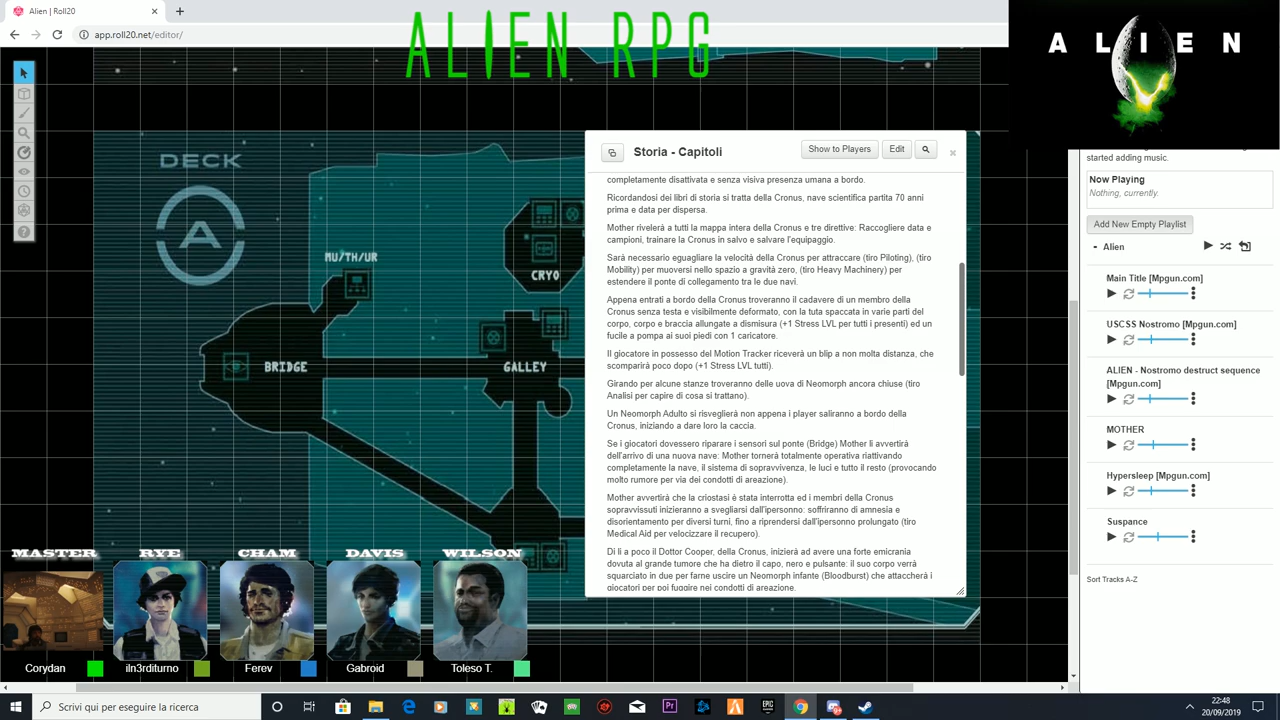 Alien | Roll20
app.roll20.net/editor/
ALIEN RPG
ALIEN
DECK
A
MU/TH/UR
BRIDGE
CRYO
GALLEY
Storia - Capitoli
Show to Players
Edit
completamente disattivata e senza visiva presenza umana a bordo.
Ricordandosi dei libri di storia si tratta della Cronus, nave scientifica partita 70 anni
prima e data per dispersa.
Mother rivelerà a tutti la mappa intera della Cronus e tre direttive: Raccogliere data e
campioni, trainare la Cronus in salvo e salvare l'equipaggio.
Sarà necessario eguagliare la velocità della Cronus per attraccare (tiro Piloting), (tiro
Mobility) per muoversi nello spazio a gravità zero, (tiro Heavy Machinery) per
estendere il ponte di collegamento tra le due navi.
Appena entrati a bordo della Cronus troveranno il cadavere di un membro della
Cronus senza testa e visibilmente deformato, con la tuta spaccata in varie parti del
corpo, corpo e braccia allungate a dismisura (+1 Stress LVL per tutti i presenti) ed un
fucile a pompa ai suoi piedi con 1 caricatore.
Il giocatore in possesso del Motion Tracker riceverà un blip a non molta distanza, che
scomparirà poco dopo (+1 Stress LVL tutti).
Girando per alcune stanze troveranno delle uova di Neomorph ancora chiuse (tiro
Analisi per capire di cosa si trattano).
Un Neomorph Adulto si risveglierà non appena i player saliranno a bordo della
Cronus, iniziando a dare loro la caccia.
Se i giocatori dovessero riparare i sensori sul ponte (Bridge) Mother li avvertirà
dell'arrivo di una nuova nave: Mother tornerà totalmente operativa riattivando
completamente la nave, il sistema di sopravvivenza, le luci e tutto il resto (provocando
molto rumore per via dei condotti di areazione).
Mother avvertirà che la criostasi è stata interrotta ed i membri della Cronus
sopravvissuti inizieranno a svegliarsi dall'ipersonno: soffriranno di amnesia e
disorientamento per diversi turni, fino a riprendersi dall'ipersonno prolungato (tiro
Medical Aid per velocizzare il recupero).
Di lì a poco il Dottor Cooper, della Cronus, inizierà ad avere una forte emicrania
dovuta al grande tumore che ha dietro il capo, nero e pulsante: il suo corpo verrà
squarciato in due per farne uscire un Neomorph infante (Bloodburst) che attaccherà i
giocatori per poi fuggire nei condotti di areazione.
started adding music.
Now Playing
Nothing, currently.
Add New Empty Playlist
Alien
Main Title [Mpgun.com]
USCSS Nostromo [Mpgun.com]
ALIEN - Nostromo destruct sequence
[Mpgun.com]
MOTHER
Hypersleep [Mpgun.com]
Suspance
Sort Tracks A-Z
MASTER
RYE
CHAM
DAVIS
WILSON
Corydan
iln3rditurno
Ferev
Gabroid
Toleso T.
Scrivi qui per eseguire la ricerca
22:48
20/09/2019